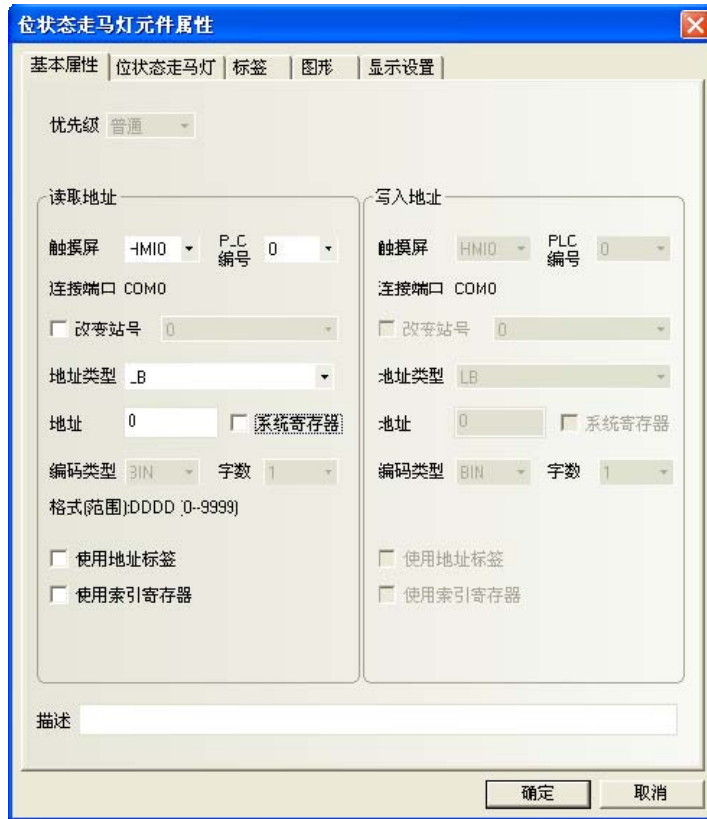 位状态走马灯元件属性
基本属性 位状态走马灯 标签 图形 显示设置
优先级 普通
读取地址
触摸屏 HMI0 PLC编号 0
连接端口 COM0
改变站号 0
地址类型 LB
地址 0 系统寄存器
编码类型 BIN 字数 1
格式(范围):DDDD (0--9999)
使用地址标签
使用索引寄存器
写入地址
触摸屏 HMI0 PLC编号 0
连接端口 COM0
改变站号 0
地址类型 LB
地址 0 系统寄存器
编码类型 BIN 字数 1
使用地址标签
使用索引寄存器
描述
确定 取消